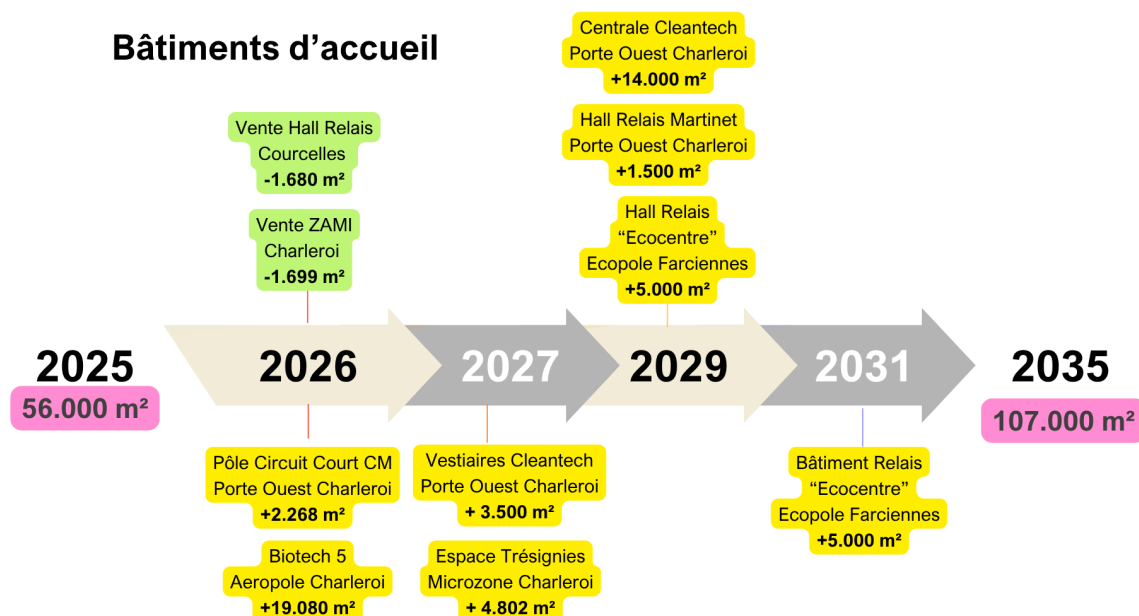 Bâtiments d’accueil
Vente Hall Relais
Courcelles
-1.680 m²
Vente ZAMI
Charleroi
-1.699 m²
Centrale Cleantech
Porte Ouest Charleroi
+14.000 m²
Hall Relais Martinet
Porte Ouest Charleroi
+1.500 m²
Hall Relais
“Ecocentre”
Ecopole Farciennes
+5.000 m²
2025
56.000 m²
2026
2027
2029
2031
2035
107.000 m²
Pôle Circuit Court CM
Porte Ouest Charleroi
+2.268 m²
Biotech 5
Aeropole Charleroi
+19.080 m²
Vestiaires Cleantech
Porte Ouest Charleroi
+ 3.500 m²
Espace Trésignies
Microzone Charleroi
+ 4.802 m²
Bâtiment Relais
“Ecocentre”
Ecopole Farciennes
+5.000 m²